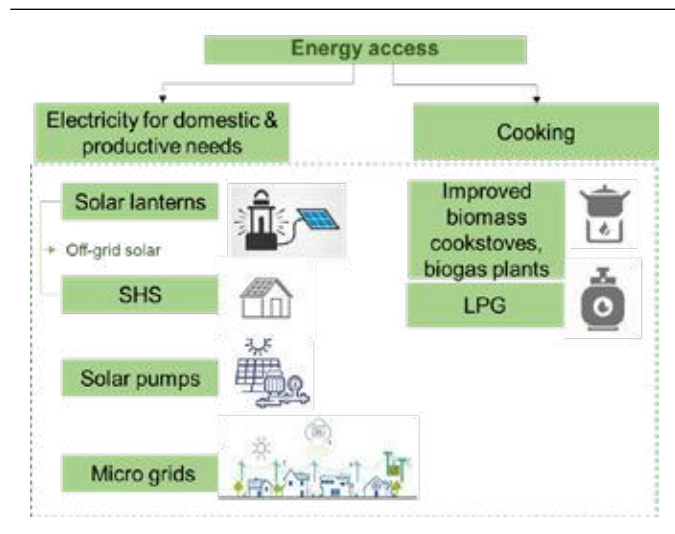 Energy access
Electricity for domestic &
productive needs
Cooking
Solar lanterns
Off-grid solar
SHS
Solar pumps
Micro grids
Improved
biomass
cookstoves,
biogas plants
LPG